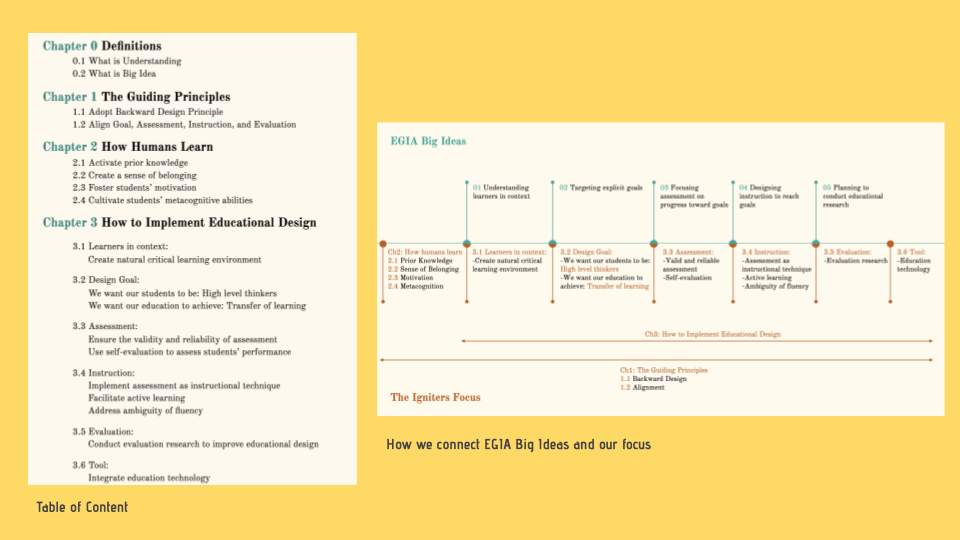 Chapter 0 Definitions
0.1 What is Understanding
0.2 What is Big Idea
Chapter 1 The Guiding Principles
1.1 Adopt Backward Design Principle
1.2 Align Goal, Assessment, Instruction, and Evaluation
Chapter 2 How Humans Learn
2.1 Activate prior knowledge
2.2 Create a sense of belonging
2.3 Foster students' motivation
2.4 Cultivate students' metacognitive abilities
Chapter 3 How to Implement Educational Design
3.1 Learners in context:
Create natural critical learning environment
3.2 Design Goal:
We want our students to be: High level thinkers
We want our education to achieve: Transfer of learning
3.3 Assessment:
Ensure the validity and reliability of assessment
Use self-evaluation to assess students' performance
3.4 Instruction:
Implement assessment as instructional technique
Facilitate active learning
Address ambiguity of fluency
3.5 Evaluation:
Conduct evaluation research to improve educational design
3.6 Tool:
Integrate education technology
Table of Content
EGIA Big Ideas
01 Understanding
learners in context
02 Targeting explicit goals
03 Focusing
assessment on
progress toward goals
04 Designing
instruction to reach
goals
05 Planning to
conduct educational
research
Ch2: How humans learn
2.1 Prior Knowledge
2.2 Sense of Belonging
2.3 Motivation
2.4 Metacognition
3.1 Learners in context:
-Create natural critical
learning environment
3.2 Design Goal:
-We want our students to be:
High level thinkers
-We want our education to
achieve: Transfer of learning
3.3 Assessment:
-Valid and reliable
assessment
-Self-evaluation
3.4 Instruction:
-Assessment as
instructional technique
-Active learning
-Ambiguity of fluency
3.5 Evaluation:
-Evaluation research
3.6 Tool:
-Education
technology
Ch3: How to Implement Educational Design
Ch1: The Guiding Principles
1.1 Backward Design
1.2 Alignment
The Igniters Focus
How we connect EGIA Big Ideas and our focus